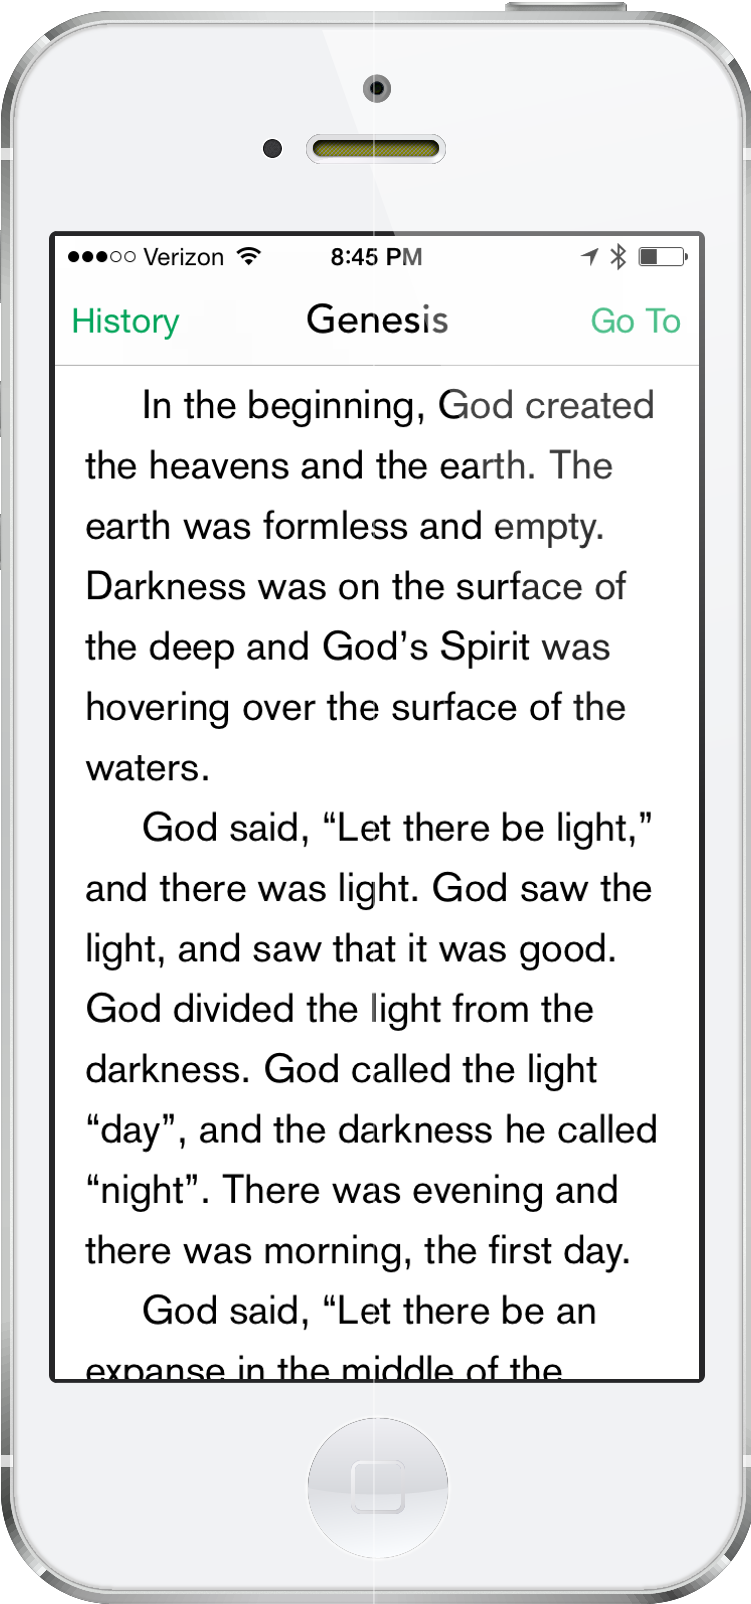 Verizon 8:45 PM
History Genesis Go To
In the beginning, God created
the heavens and the earth. The
earth was formless and empty.
Darkness was on the surface of
the deep and God’s Spirit was
hovering over the surface of the
waters.
God said, “Let there be light,”
and there was light. God saw the
light, and saw that it was good.
God divided the light from the
darkness. God called the light
“day”, and the darkness he called
“night”. There was evening and
there was morning, the first day.
God said, “Let there be an
expanse in the middle of the